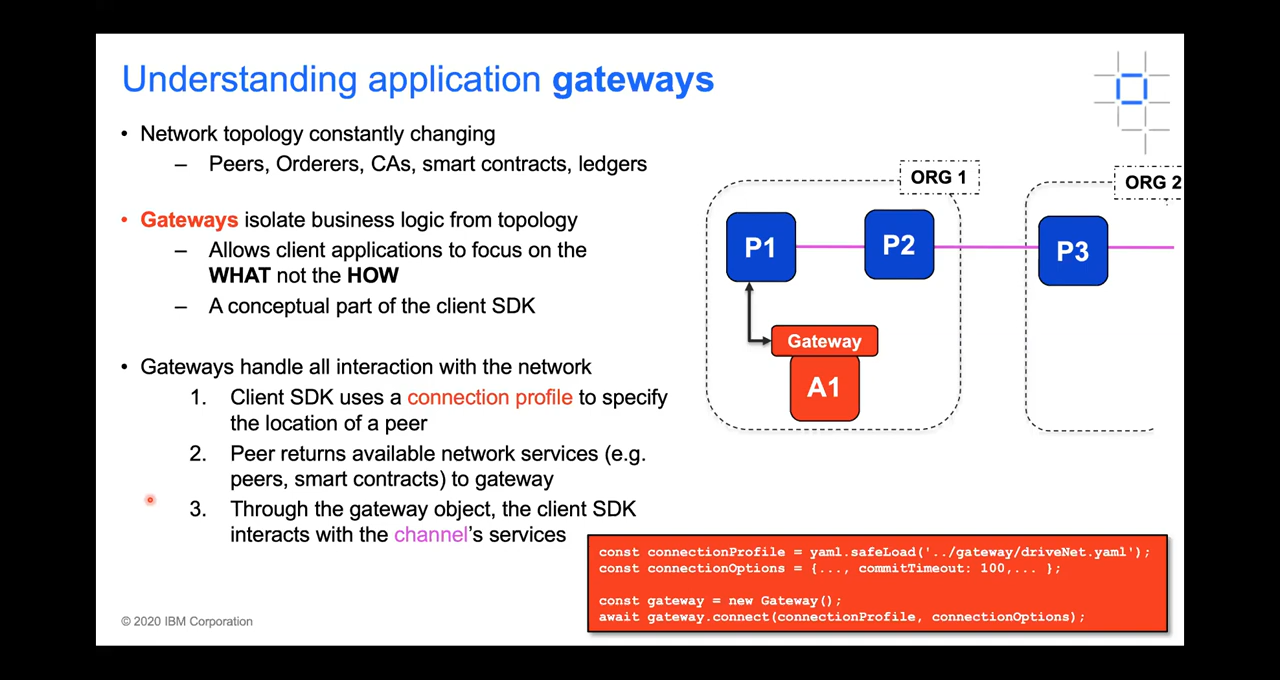 Understanding application gateways
• Network topology constantly changing
– Peers, Orderers, CAs, smart contracts, ledgers
• Gateways isolate business logic from topology
– Allows client applications to focus on the
WHAT not the HOW
– A conceptual part of the client SDK
• Gateways handle all interaction with the network
1. Client SDK uses a connection profile to specify
the location of a peer
2. Peer returns available network services (e.g.
peers, smart contracts) to gateway
3. Through the gateway object, the client SDK
interacts with the channel's services
ORG 1
ORG 2
P1
P2
P3
Gateway
A1
const connectionProfile = yaml.safeLoad('../gateway/driveNet.yaml');
const connectionOptions = {..., commitTimeout: 100,... };
const gateway = new Gateway();
await gateway.connect(connectionProfile, connectionOptions);
© 2020 IBM Corporation